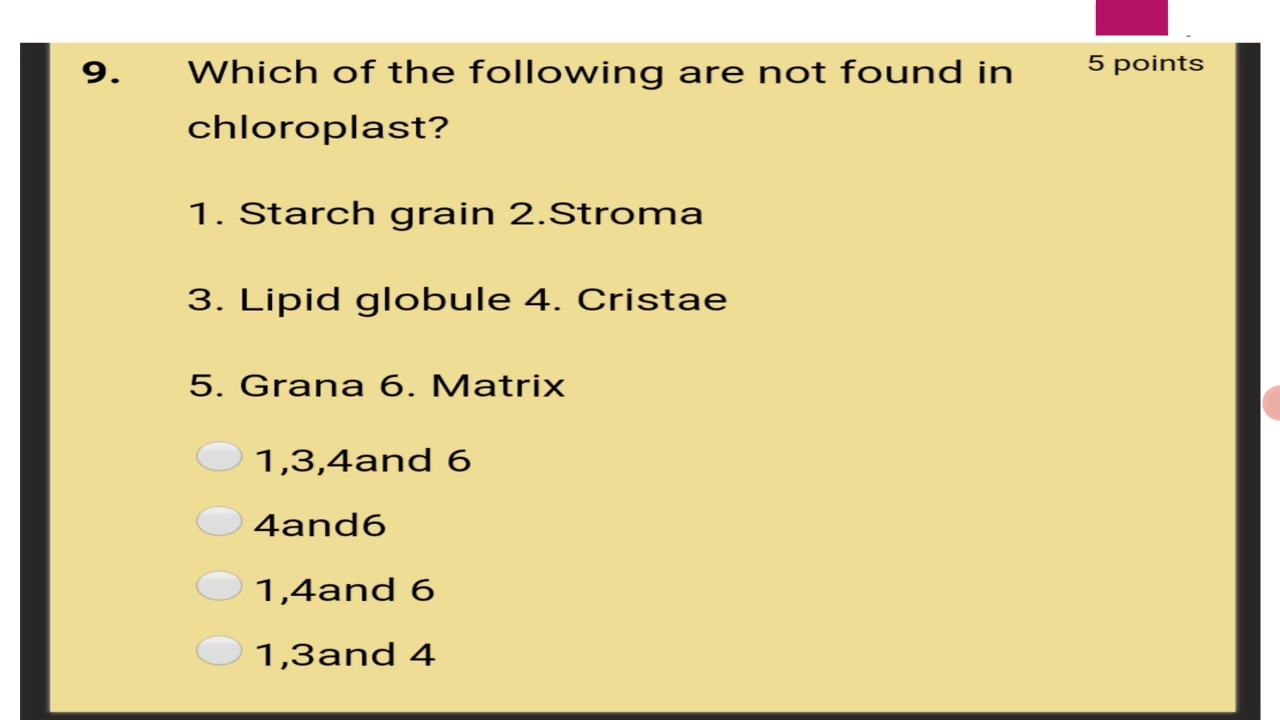 9. Which of the following are not found in 5 points
chloroplast?
1. Starch grain 2.Stroma
3. Lipid globule 4. Cristae
5. Grana 6. Matrix
1,3,4and 6
4and6
1,4and 6
1,3and 4